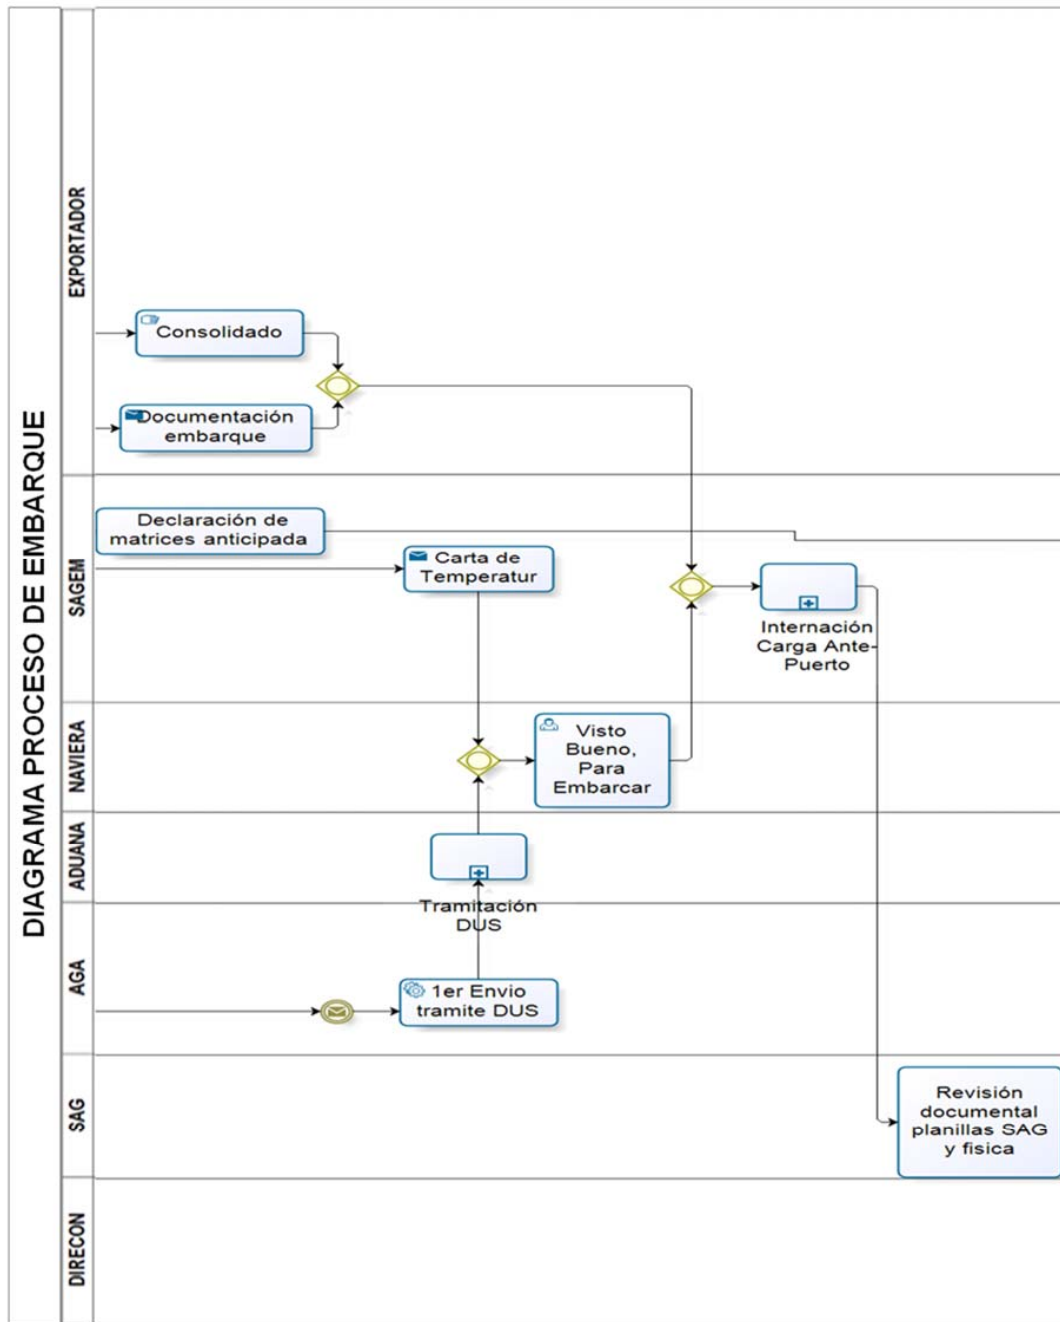 DIAGRAMA PROCESO DE EMBARQUE
EXPORTADOR
Consolidado
Documentación
embarque
SAGEM
Declaración de
matrices anticipada
Carta de
Temperatur
Internación
Carga Ante-
Puerto
NAVIERA
Visto
Bueno,
Para
Embarcar
ADUANA
Tramitación
DUS
AGA
1er Envio
tramite DUS
SAG
Revisión
documental
planillas SAG
y fisica
DIRECON